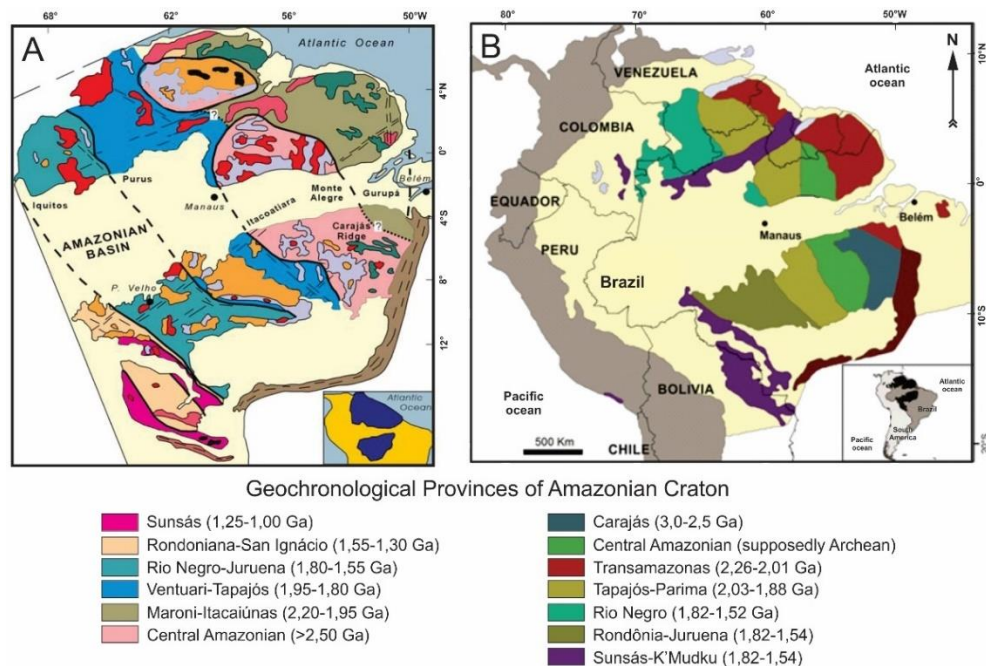 68° 62° 56° 50°W
A
Atlantic Ocean
4°N
0°
4°S
8°
12°
?
Purus
Iquitos
Manaus
Itacoatiara
Monte
Alegre
Gurupá
Belém
?
Carajás
Ridge
AMAZONIAN
BASIN
P. Velho
Atlantic
Ocean
80° 70° 60° 50°W
B
N
10°N
0°
10°S
20°S
VENEZUELA
Atlantic
ocean
COLOMBIA
EQUADOR
PERU
Manaus
Belém
Brazil
BOLIVIA
Pacific
ocean
CHILE
500 Km
Atlantic
ocean
Brazil
South
America
Pacific
ocean
Geochronological Provinces of Amazonian Craton
Sunsás (1,25-1,00 Ga)
Rondoniana-San Ignácio (1,55-1,30 Ga)
Rio Negro-Juruena (1,80-1,55 Ga)
Ventuari-Tapajós (1,95-1,80 Ga)
Maroni-Itacaiúnas (2,20-1,95 Ga)
Central Amazonian (>2,50 Ga)
Carajás (3,0-2,5 Ga)
Central Amazonian (supposedly Archean)
Transamazonas (2,26-2,01 Ga)
Tapajós-Parima (2,03-1,88 Ga)
Rio Negro (1,82-1,52 Ga)
Rondônia-Juruena (1,82-1,54)
Sunsás-K'Mudku (1,82-1,54)